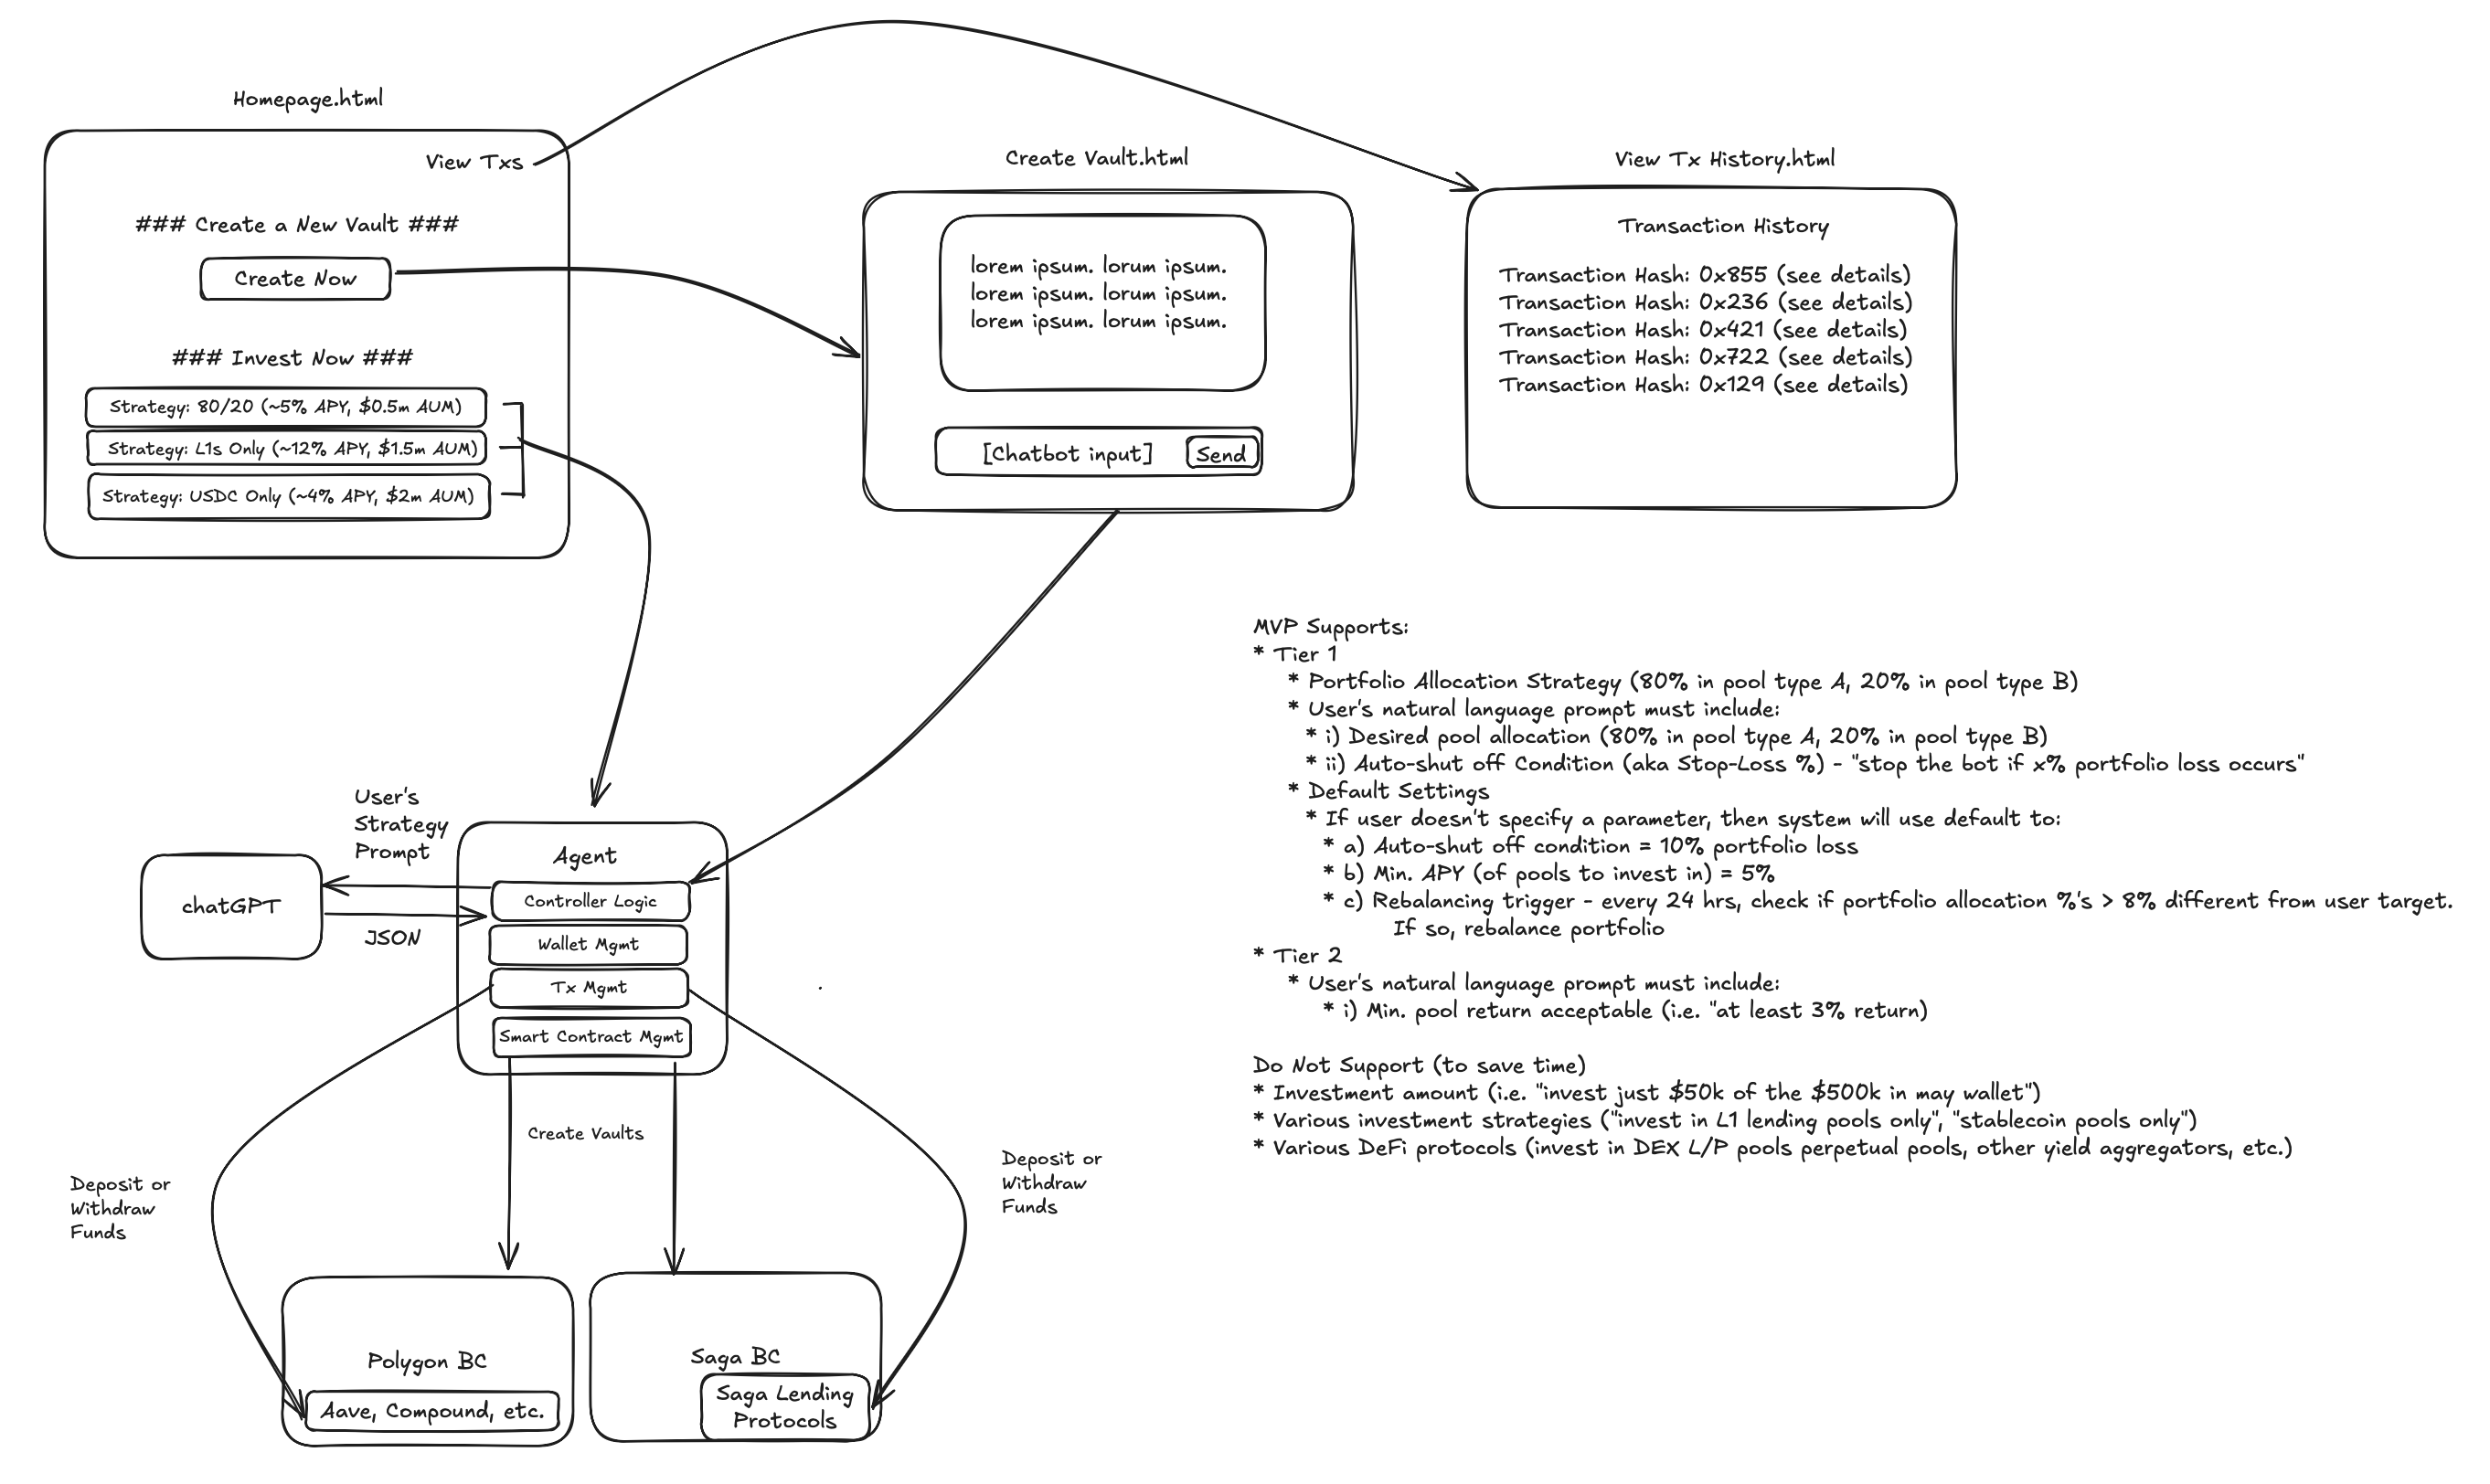 Homepage.html
View Txs
### Create a New Vault ###
Create Now
### Invest Now ###
Strategy: 80/20 (~5% APY, $0.5m AUM)
Strategy: L1s Only (~12% APY, $1.5m AUM)
Strategy: USDC Only (~4% APY, $2m AUM)
Create Vault.html
lorem ipsum. lorum ipsum.
lorem ipsum. lorum ipsum.
lorem ipsum. lorum ipsum.
[Chatbot input]
Send
View Tx History.html
Transaction History
Transaction Hash: 0x855 (see details)
Transaction Hash: 0x236 (see details)
Transaction Hash: 0x421 (see details)
Transaction Hash: 0x722 (see details)
Transaction Hash: 0x129 (see details)
MVP Supports:
* Tier 1
* Portfolio Allocation Strategy (80% in pool type A, 20% in pool type B)
* User's natural language prompt must include:
* i) Desired pool allocation (80% in pool type A, 20% in pool type B)
* ii) Auto-shut off Condition (aka Stop-Loss %) - "stop the bot if x% portfolio loss occurs"
* Default Settings
* If user doesn't specify a parameter, then system will use default to:
* a) Auto-shut off condition = 10% portfolio loss
* b) Min. APY (of pools to invest in) = 5%
* c) Rebalancing trigger - every 24 hrs, check if portfolio allocation %'s > 8% different from user target.
If so, rebalance portfolio
* Tier 2
* User's natural language prompt must include:
* i) Min. pool return acceptable (i.e. "at least 3% return)
Do Not Support (to save time)
* Investment amount (i.e. "invest just $50k of the $500k in may wallet")
* Various investment strategies ("invest in L1 lending pools only", "stablecoin pools only")
* Various DeFi protocols (invest in DEX L/P pools perpetual pools, other yield aggregators, etc.)
User's
Strategy
Prompt
chatGPT
JSON
Agent
Controller Logic
Wallet Mgmt
Tx Mgmt
Smart Contract Mgmt
Create Vaults
Deposit or
Withdraw
Funds
Deposit or
Withdraw
Funds
Polygon BC
Aave, Compound, etc.
Saga BC
Saga Lending
Protocols